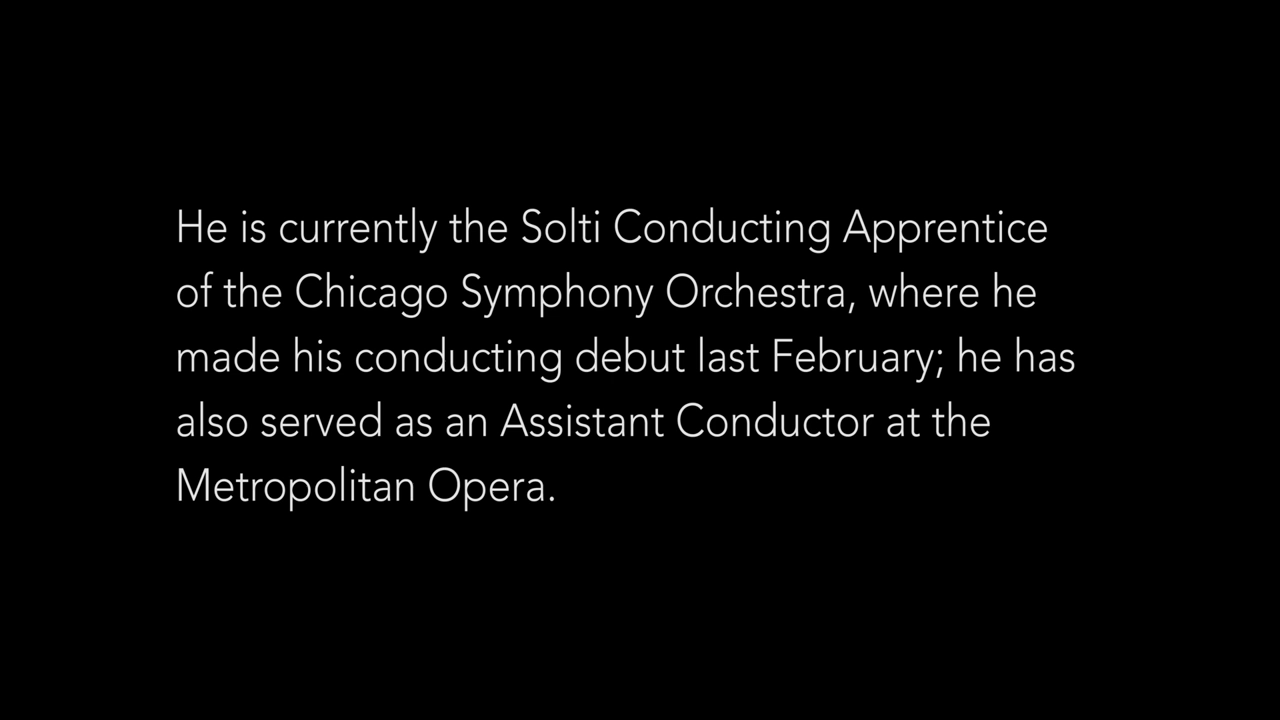 He is currently the Solti Conducting Apprentice
of the Chicago Symphony Orchestra, where he
made his conducting debut last February; he has
also served as an Assistant Conductor at the
Metropolitan Opera.